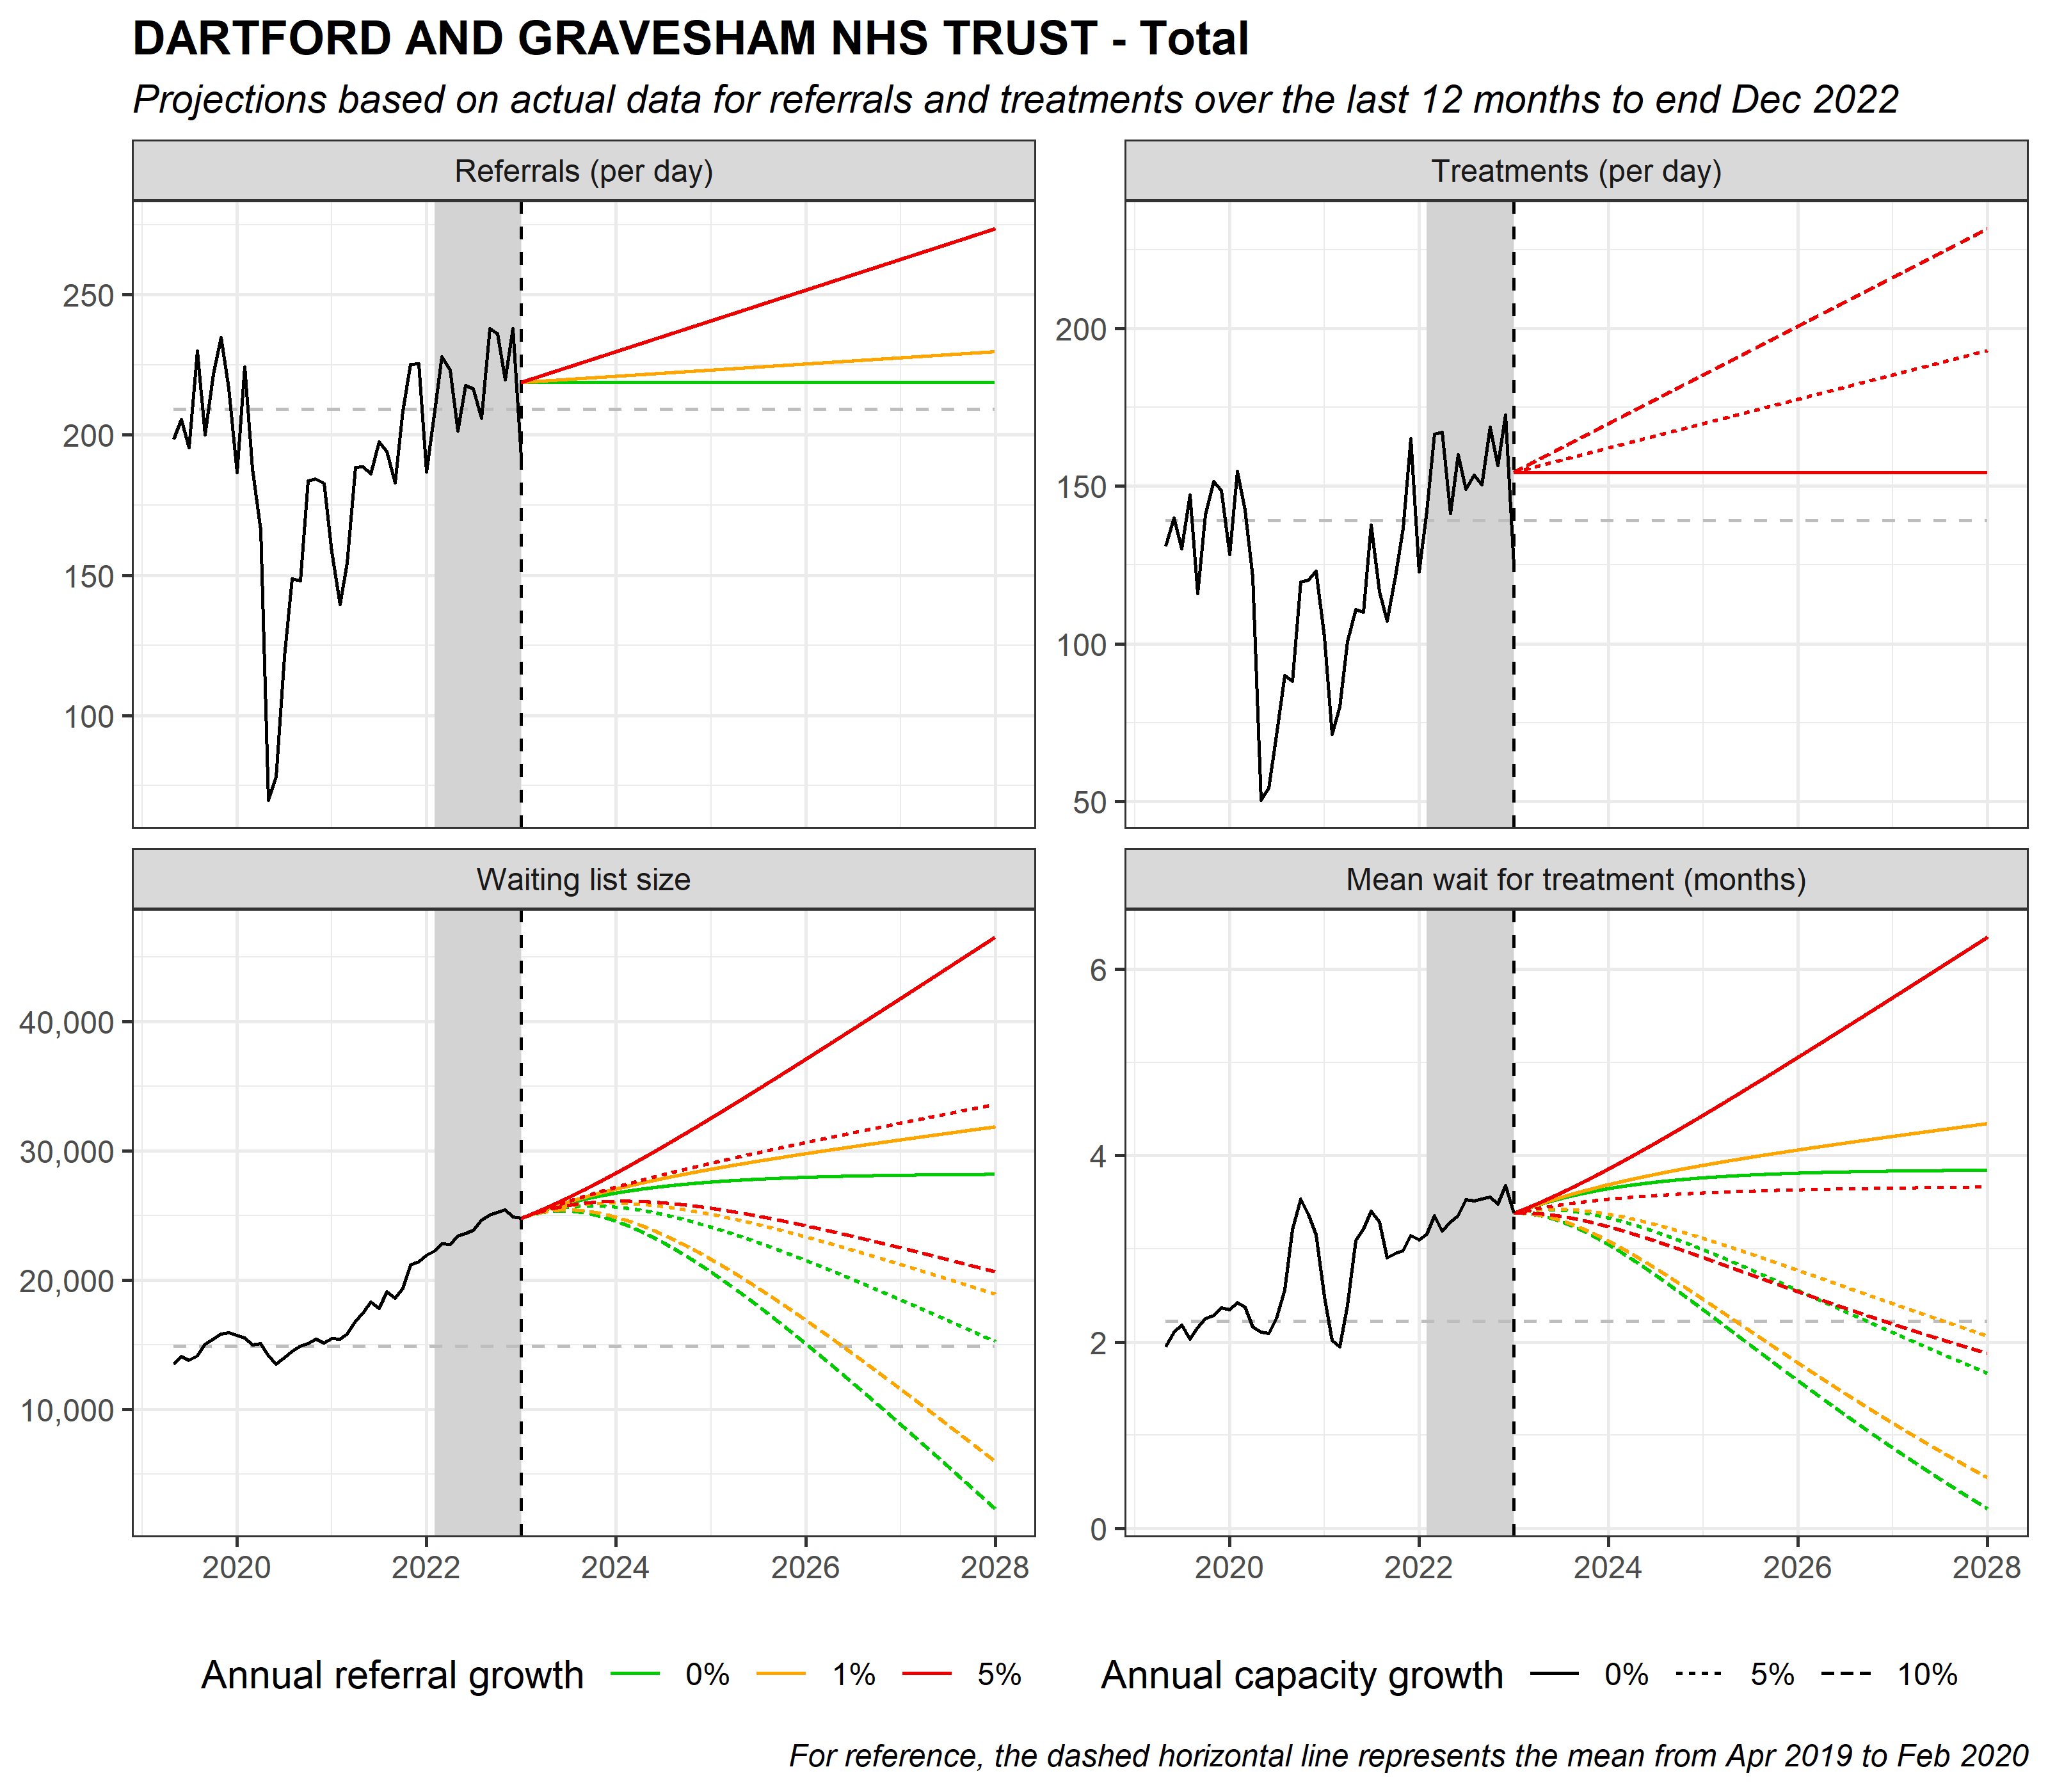 DARTFORD AND GRAVESHAM NHS TRUST - Total
Projections based on actual data for referrals and treatments over the last 12 months to end Dec 2022
Referrals (per day)
250
200
150
100
Treatments (per day)
200
150
100
50
Waiting list size
40,000
30,000
20,000
10,000
2020 2022 2024 2026 2028
Mean wait for treatment (months)
6
4
2
0
2020 2022 2024 2026 2028
Annual referral growth 0% 1% 5%
Annual capacity growth 0% 5% 10%
For reference, the dashed horizontal line represents the mean from Apr 2019 to Feb 2020